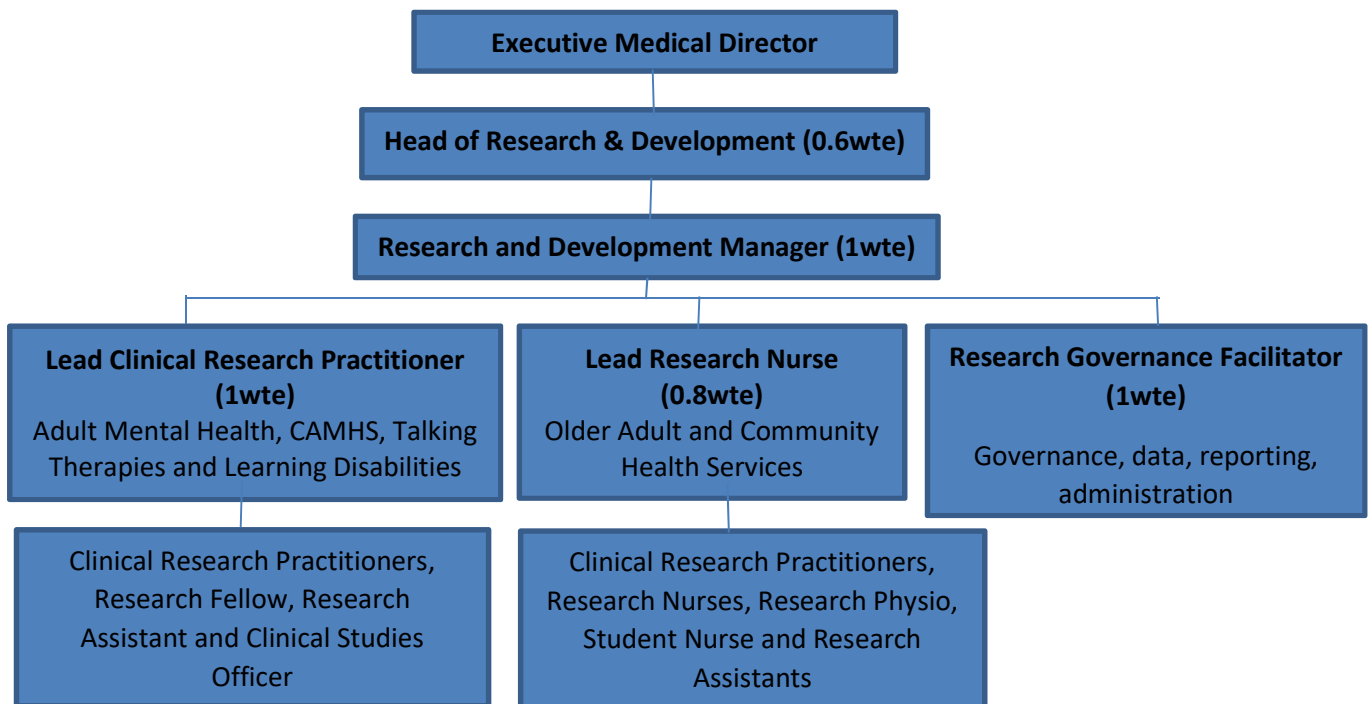 Executive Medical Director
Head of Research & Development (0.6wte)
Research and Development Manager (1wte)
Lead Clinical Research Practitioner
(1wte)
Adult Mental Health, CAMHS, Talking
Therapies and Learning Disabilities
Lead Research Nurse
(0.8wte)
Older Adult and Community
Health Services
Research Governance Facilitator
(1wte)
Governance, data, reporting,
administration
Clinical Research Practitioners,
Research Fellow, Research
Assistant and Clinical Studies
Officer
Clinical Research Practitioners,
Research Nurses, Research Physio,
Student Nurse and Research
Assistants